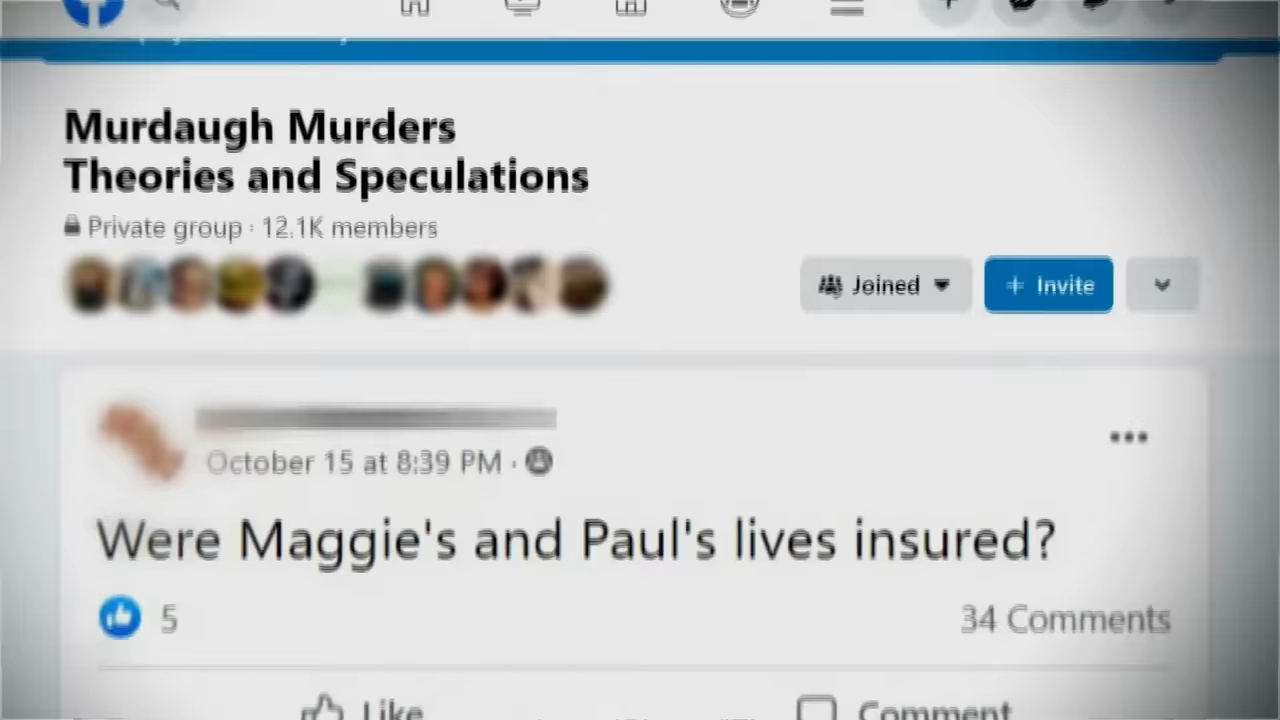 Murdaugh Murders
Theories and Speculations
Private group · 12.1K members
Joined
+ Invite
October 15 at 8:39 PM ·
Were Maggie's and Paul's lives insured?
5
34 Comments
Like
Comment